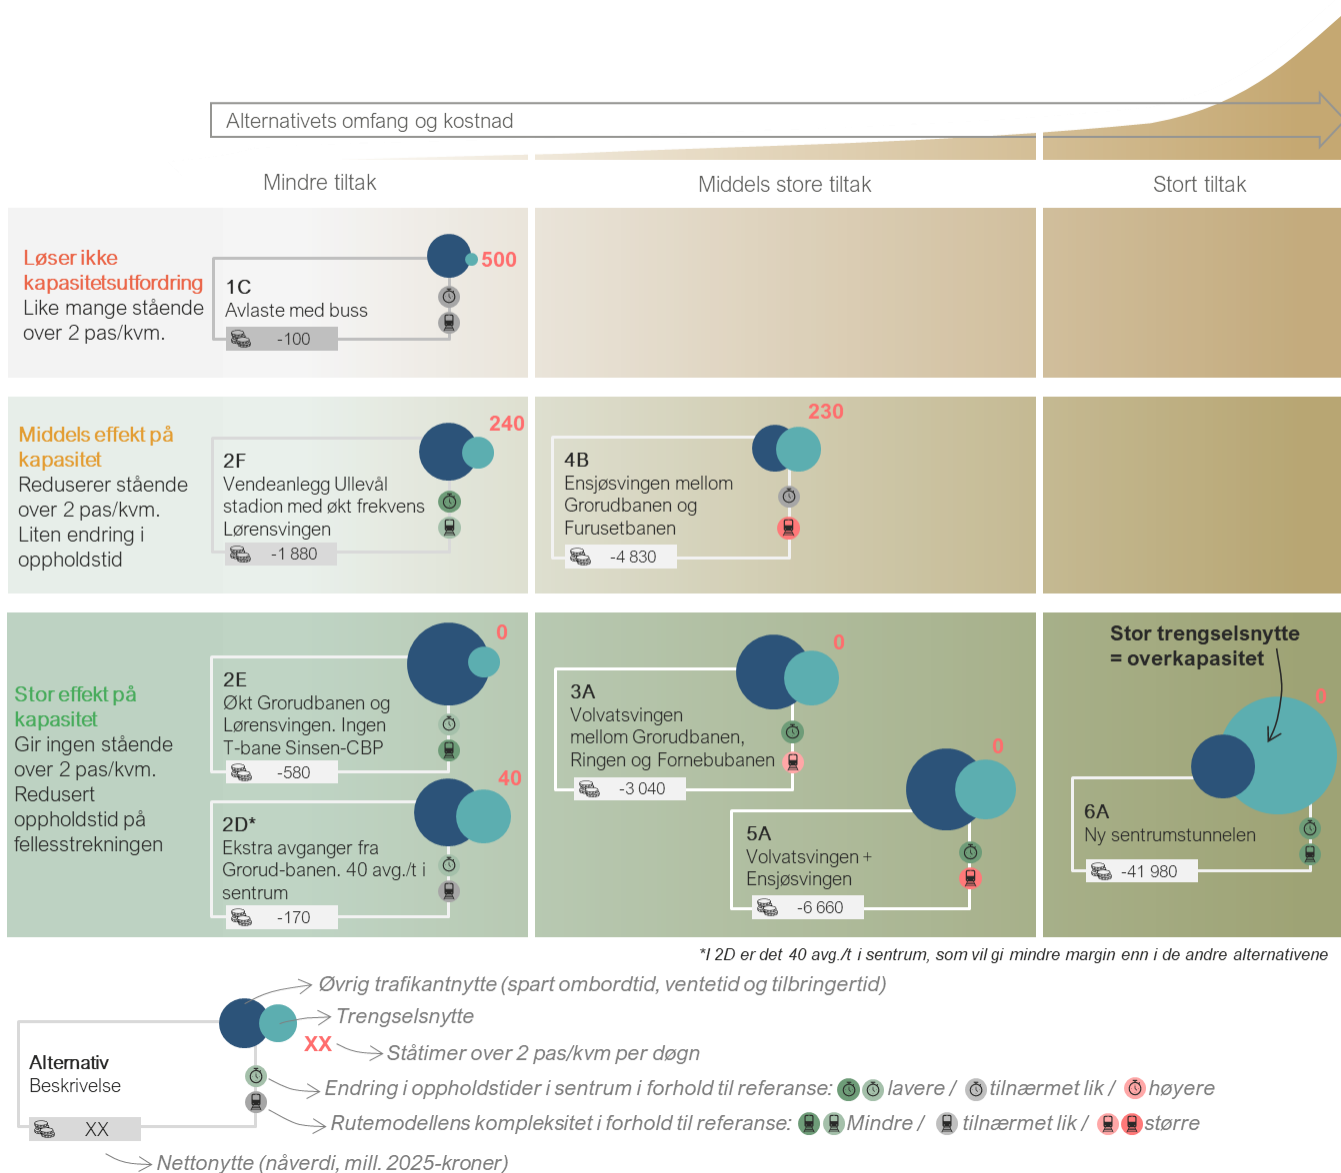 Alternativets omfang og kostnad
Mindre tiltak
Middels store tiltak
Stort tiltak
Løser ikke
kapasitetsutfordring
Like mange stående
over 2 pas/kvm.
500
1C
Avlaste med buss
-100
Middels effekt på
kapasitet
Reduserer stående
over 2 pas/kvm.
Liten endring i
oppholdstid
240
2F
Vendeanlegg Ullevål
stadion med økt frekvens
Lørensvingen
-1 880
230
4B
Ensjøsvingen mellom
Grorudbanen og
Furusetbanen
-4 830
Stor effekt på
kapasitet
Gir ingen stående
over 2 pas/kvm.
Redusert
oppholdstid på
fellesstrekningen
0
2E
Økt Grorudbanen og
Lørensvingen. Ingen
T-bane Sinsen-CBP
-580
40
2D*
Ekstra avganger fra
Grorud-banen. 40 avg./t i
sentrum
-170
0
3A
Volvatsvingen
mellom Grorudbanen,
Ringen og Fornebubanen
-3 040
0
5A
Volvatsvingen +
Ensjøsvingen
-6 660
Stor trengselsnytte
= overkapasitet
0
6A
Ny sentrumstunnelen
-41 980
*I 2D er det 40 avg./t i sentrum, som vil gi mindre margin enn i de andre alternativene
Øvrig trafikantnytte (spart ombordtid, ventetid og tilbringertid)
Trengselsnytte
XX
Ståtimer over 2 pas/kvm per døgn
Alternativ
Beskrivelse
XX
Endring i oppholdstider i sentrum i forhold til referanse: lavere / tilnærmet lik / høyere
Rutemodellens kompleksitet i forhold til referanse: Mindre / tilnærmet lik / større
Nettonytte (nåverdi, mill. 2025-kroner)